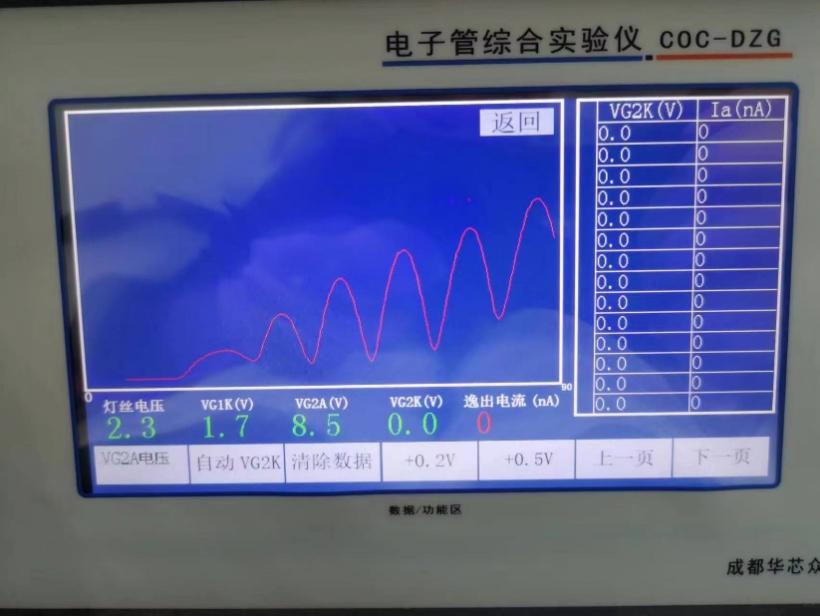 电子管综合实验仪 COC-DZG
返回
VG2K(V) Ia(nA)
0.0 0
0.0 0
0.0 0
0.0 0
0.0 0
0.0 0
0.0 0
0.0 0
0.0 0
0.0 0
0.0 0
0.0 0
0.0 0
0.0 0
0 90
灯丝电压 VG1K(V) VG2A(V) VG2K(V) 逸出电流 (nA)
2.3 1.7 8.5 0.0 0
VG2A电压 自动 VG2K 清除数据 +0.2V +0.5V 上一页 下一页
数据/功能区
成都华芯众